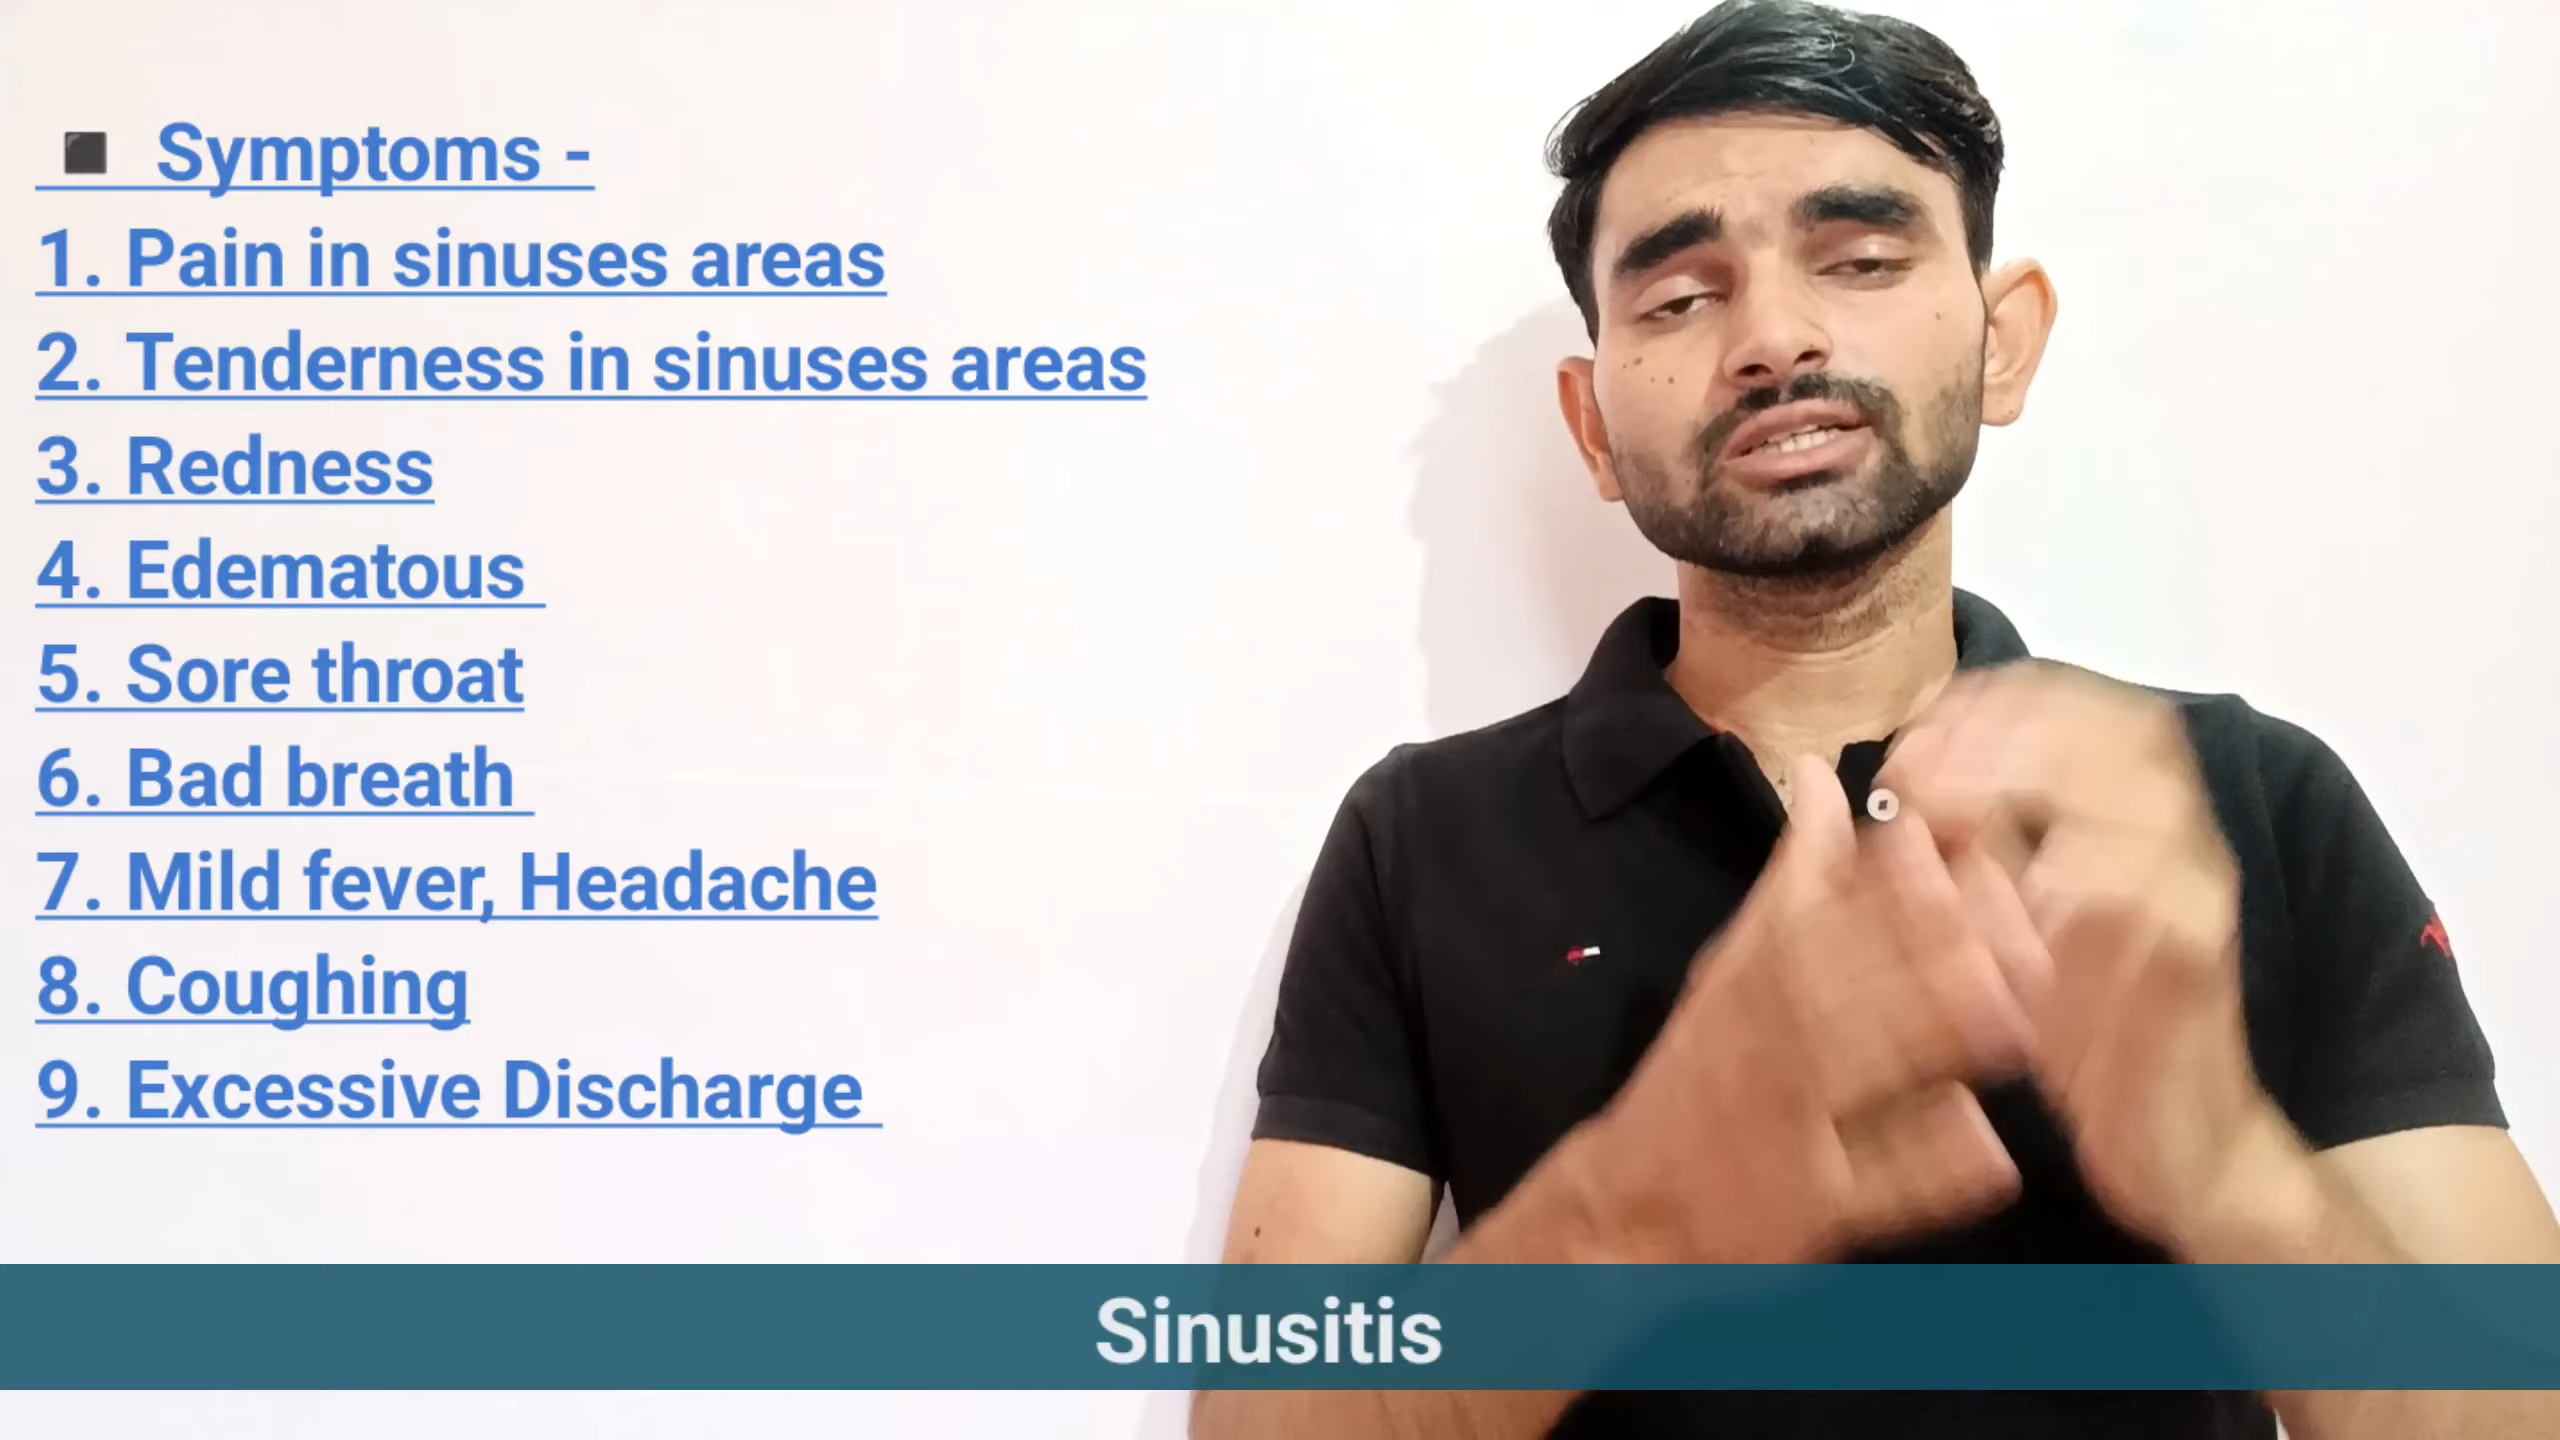 ◾ Symptoms -
1. Pain in sinuses areas
2. Tenderness in sinuses areas
3. Redness
4. Edematous
5. Sore throat
6. Bad breath
7. Mild fever, Headache
8. Coughing
9. Excessive Discharge
Sinusitis